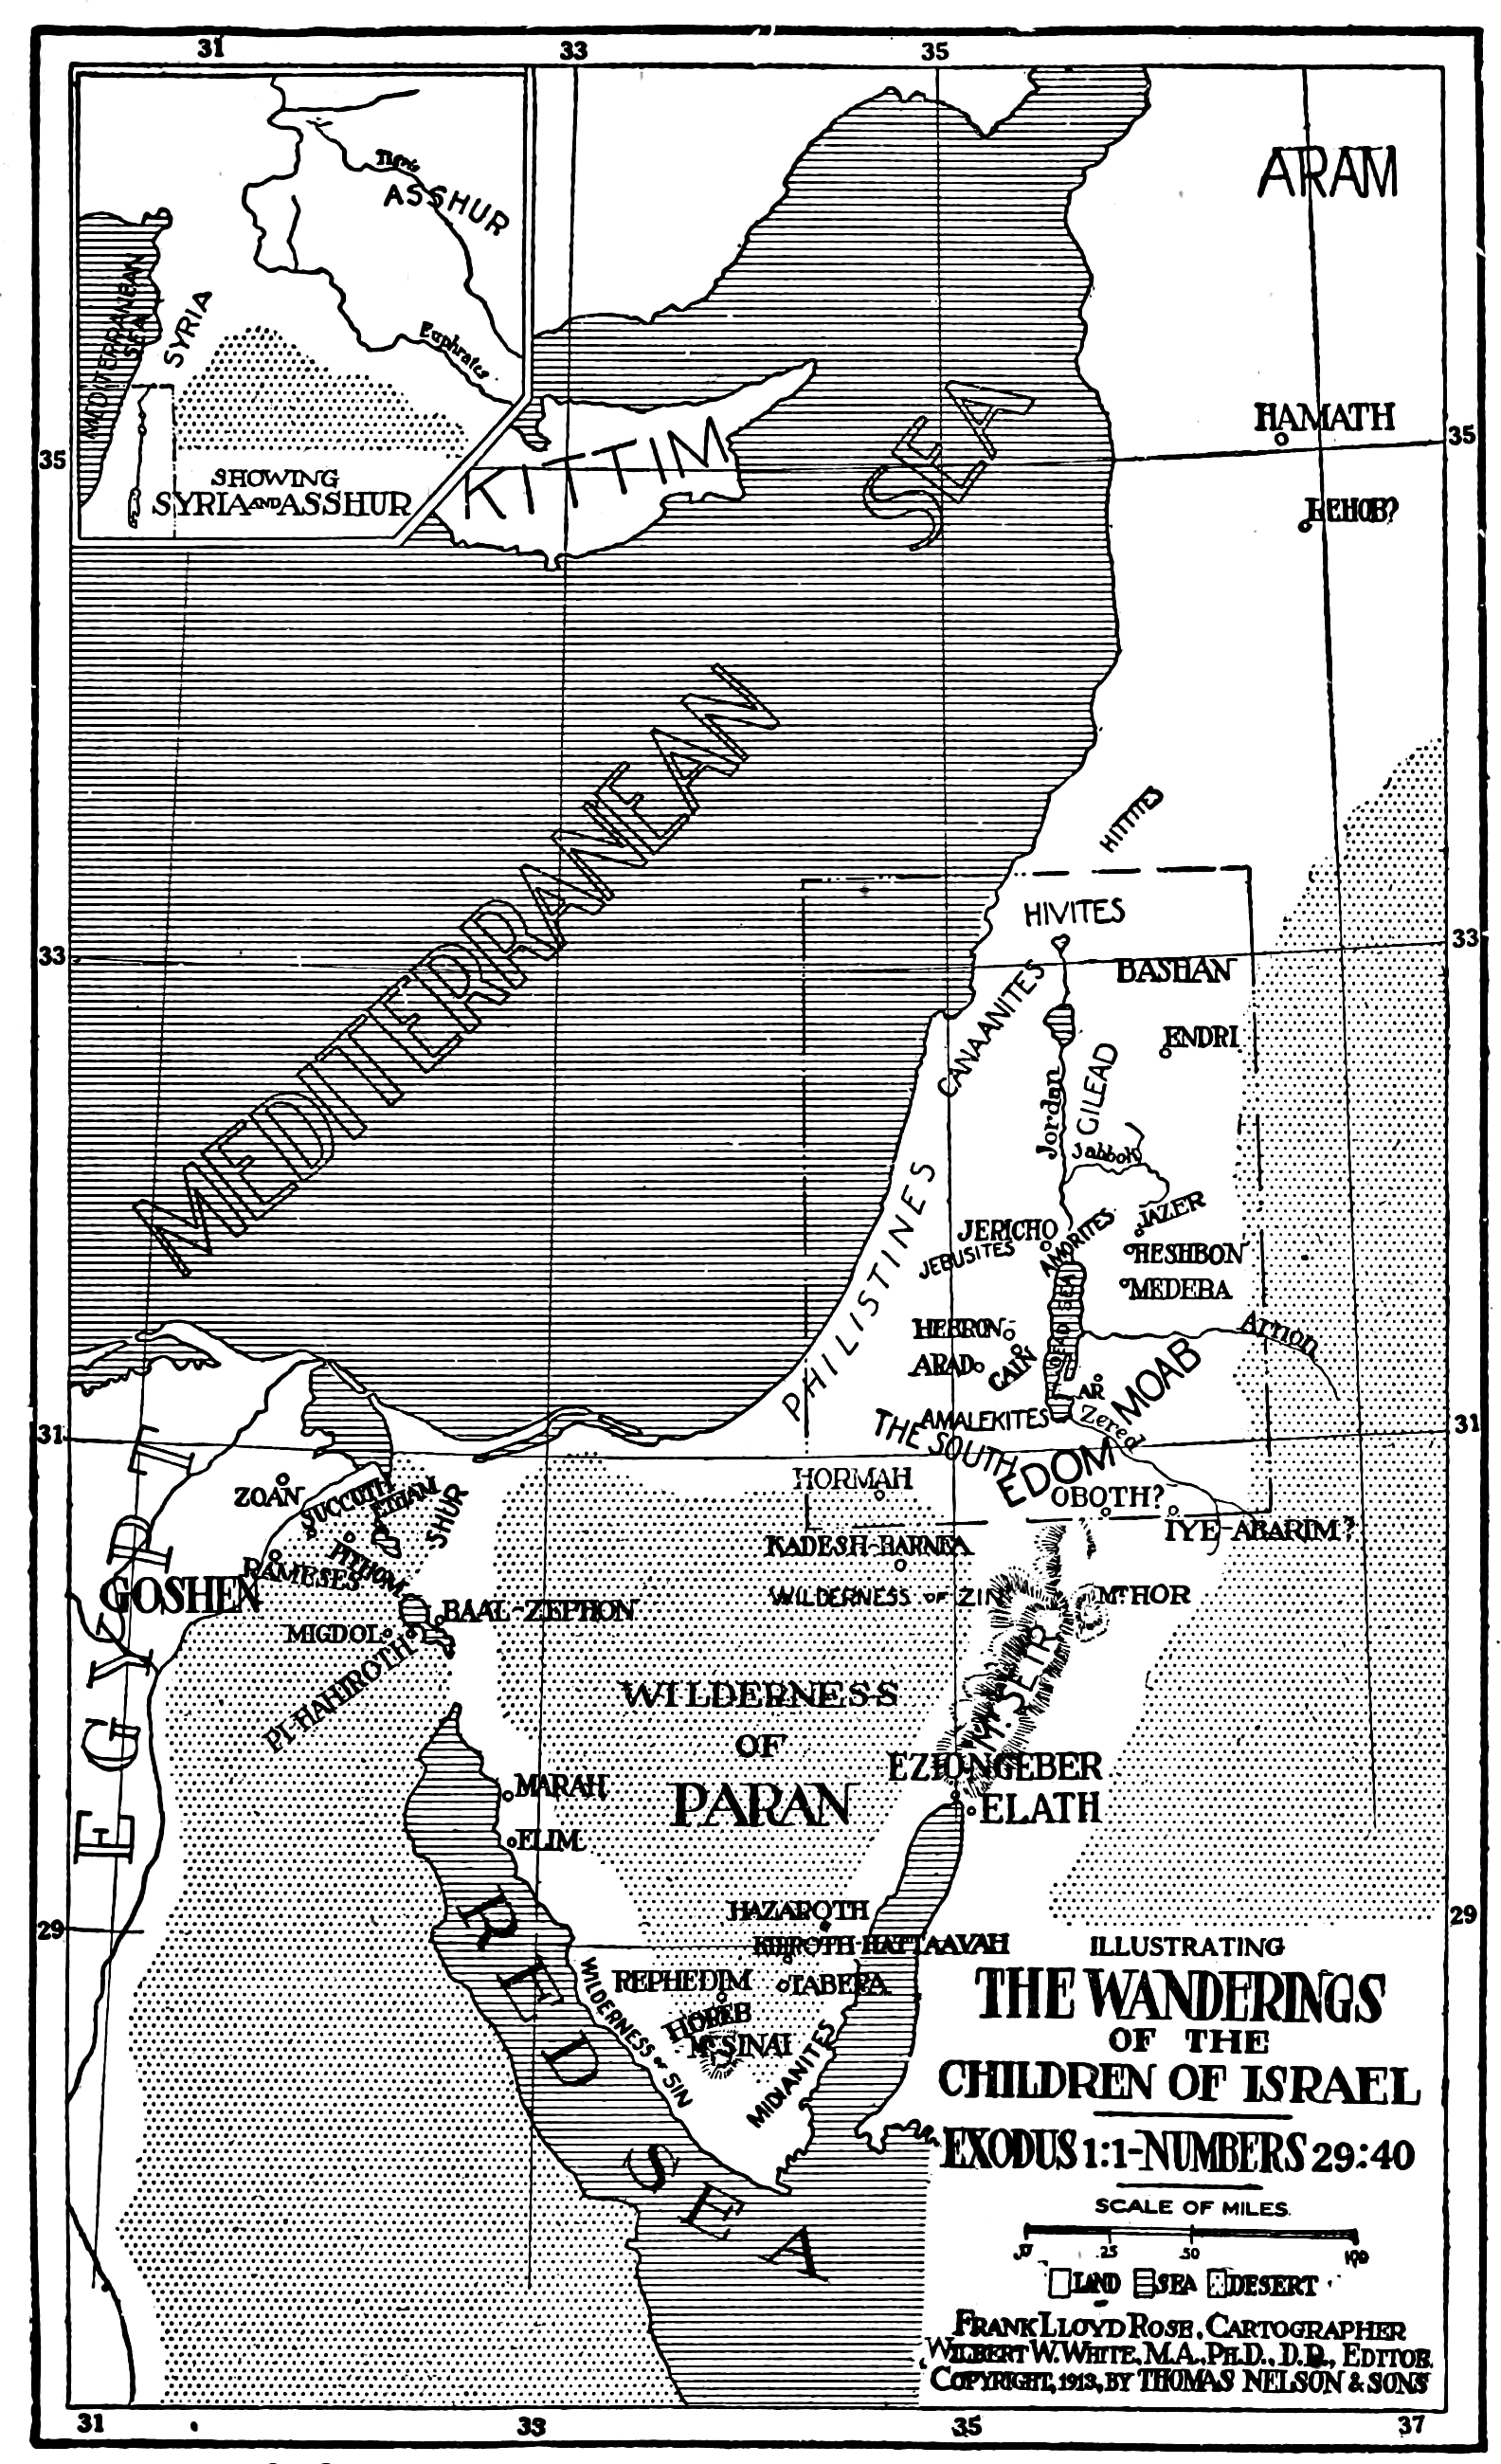 31 33 35
ARAM
Tigris
ASSHUR
MEDITERRANEAN
SEA
SYRIA
Euphrates
SHOWING
SYRIA AND ASSHUR
KITTIM
SEA
HAMATH
35 35
REHOB?
MEDITERRANEAN
HITTITES
HIVITES
33 33
BASHAN
CANAANITES
ENDRI
GILEAD
Jordan
Jabbok
PHILISTINES
JERICHO
AMORITES
JAZER
JEBUSITES
HESHBON
DEAD SEA
MEDEBA
HEBRON
Arnon
ARAD
CAIN
MOAB
AR
AMALEKITES
Zered
31 31
THE SOUTH
EDOM
HORMAH
OBOTH?
IYE-ABARIM?
ZOAN
SUCCOTH
ETHAM
SHUR
PITHOM
RAMESES
GOSHEN
KADESH-BARNEA
WILDERNESS OF ZIN
MT HOR
BAAL-ZEPHON
MIGDOL
PI-HAHIROTH
MT. SEIR
EGYPT
WILDERNESS
OF
PARAN
EZIONGEBER
ELATH
MARAH
ELIM
RED
SEA
HAZAROTH
29 29
KIBROTH-HATTAAVAH
REPHEDIM
TABERA
HOREB
MT SINAI
WILDERNESS OF SIN
MIDIANITES
ILLUSTRATING
THE WANDERINGS
OF THE
CHILDREN OF ISRAEL
EXODUS 1:1-NUMBERS 29:40
SCALE OF MILES.
25 50 100
LAND SEA DESERT
FRANK LLOYD ROSE, CARTOGRAPHER
WILBERT W. WHITE, M.A., PH.D., D.D., EDITOR.
COPYRIGHT, 1913, BY THOMAS NELSON & SONS
31 33 35 37